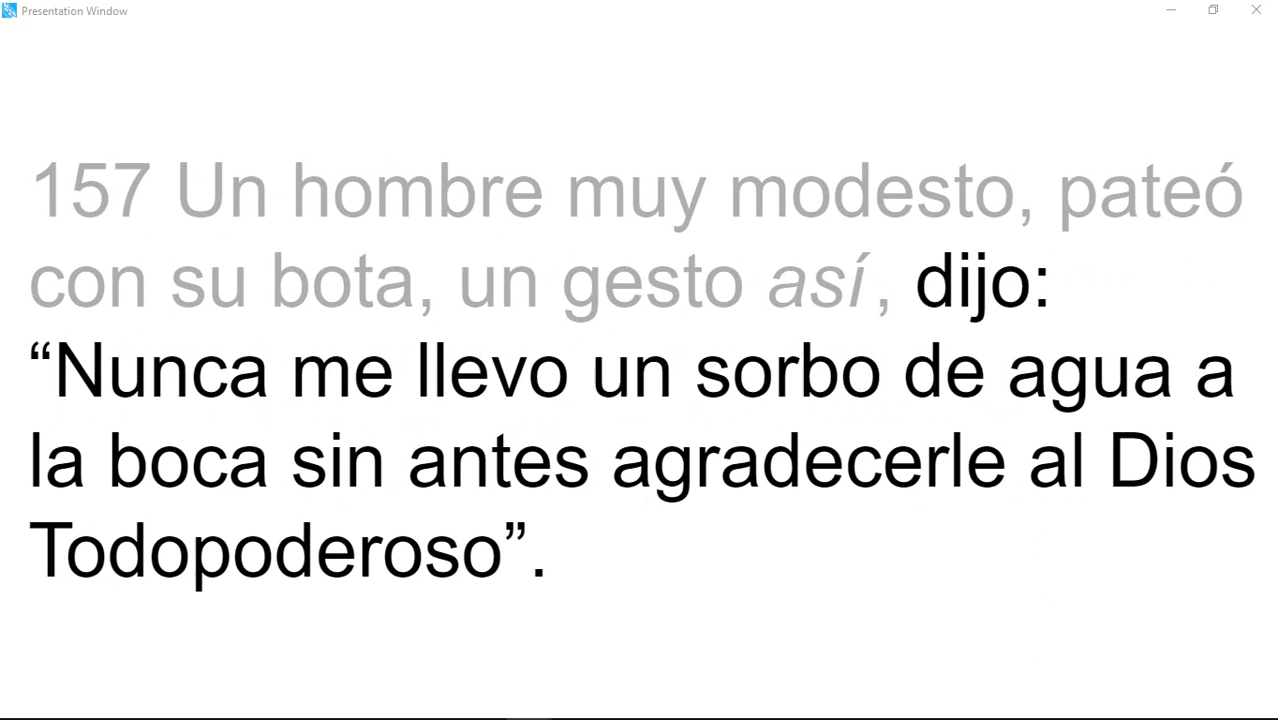 Presentation Window
157 Un hombre muy modesto, pateó
con su bota, un gesto así, dijo:
“Nunca me llevo un sorbo de agua a
la boca sin antes agradecerle al Dios
Todopoderoso”.